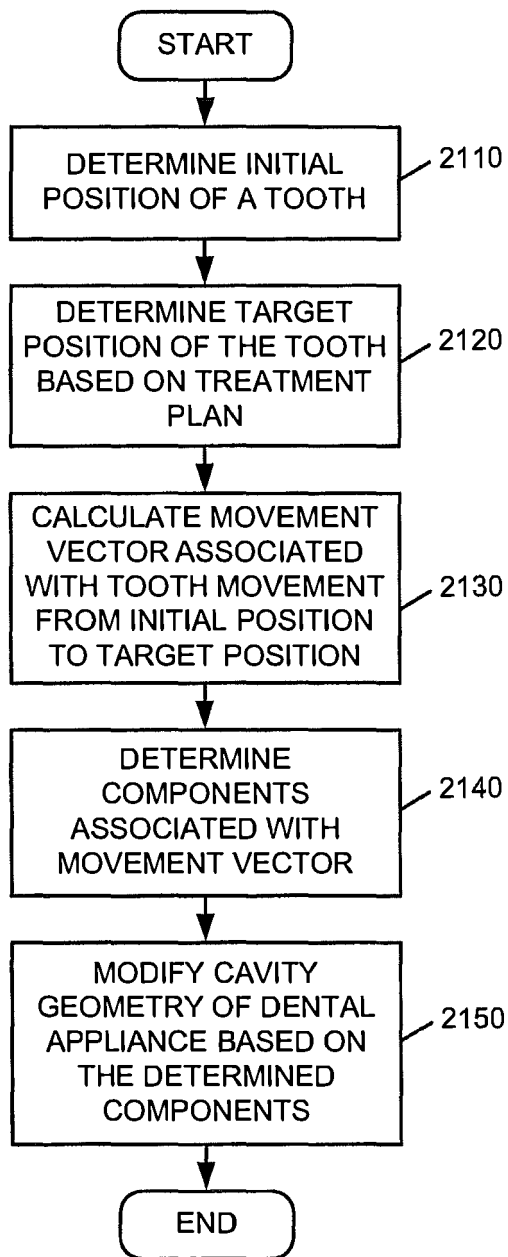 START
DETERMINE INITIAL
POSITION OF A TOOTH
2110
DETERMINE TARGET
POSITION OF THE TOOTH
BASED ON TREATMENT
PLAN
2120
CALCULATE MOVEMENT
VECTOR ASSOCIATED
WITH TOOTH MOVEMENT
FROM INITIAL POSITION
TO TARGET POSITION
2130
DETERMINE
COMPONENTS
ASSOCIATED WITH
MOVEMENT VECTOR
2140
MODIFY CAVITY
GEOMETRY OF DENTAL
APPLIANCE BASED ON
THE DETERMINED
COMPONENTS
2150
END